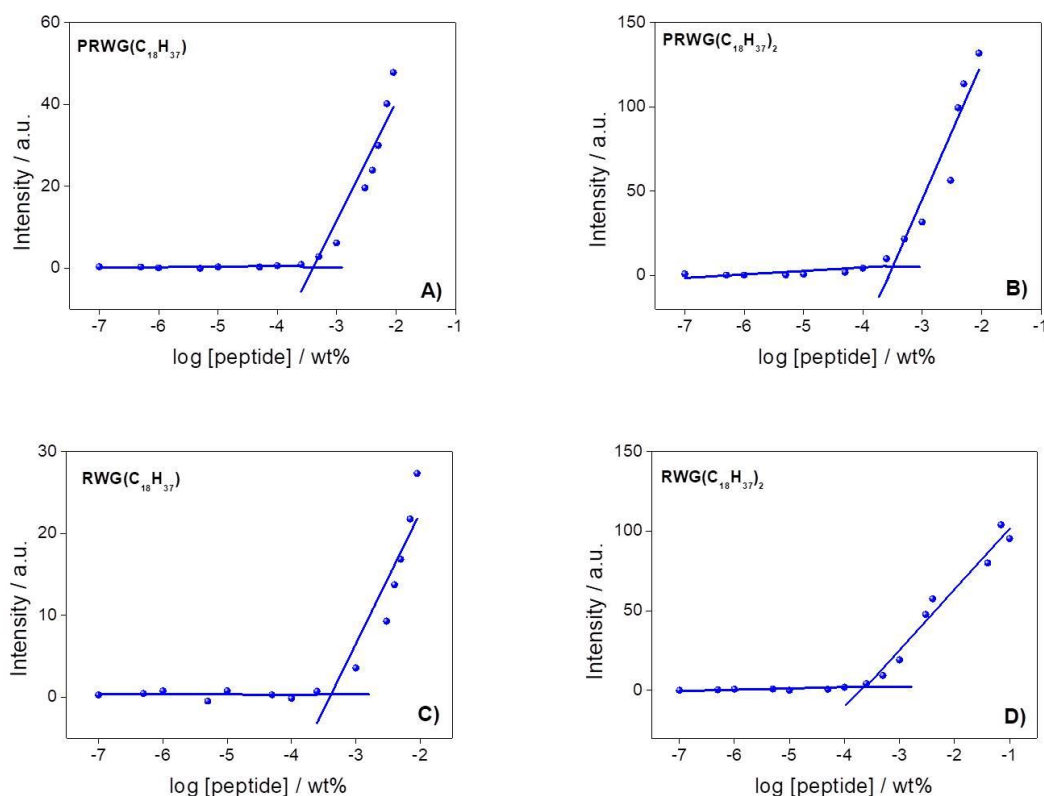 PRWG(C₁₈H₃₇)
Intensity / a.u.
60
40
20
0
-7 -6 -5 -4 -3 -2 -1
log [peptide] / wt%
A)
PRWG(C₁₈H₃₇)₂
Intensity / a.u.
150
100
50
0
-7 -6 -5 -4 -3 -2 -1
log [peptide] / wt%
B)
RWG(C₁₈H₃₇)
Intensity / a.u.
30
20
10
0
-7 -6 -5 -4 -3 -2
log [peptide] / wt%
C)
RWG(C₁₈H₃₇)₂
Intensity / a.u.
150
100
50
0
-7 -6 -5 -4 -3 -2 -1
log [peptide] / wt%
D)